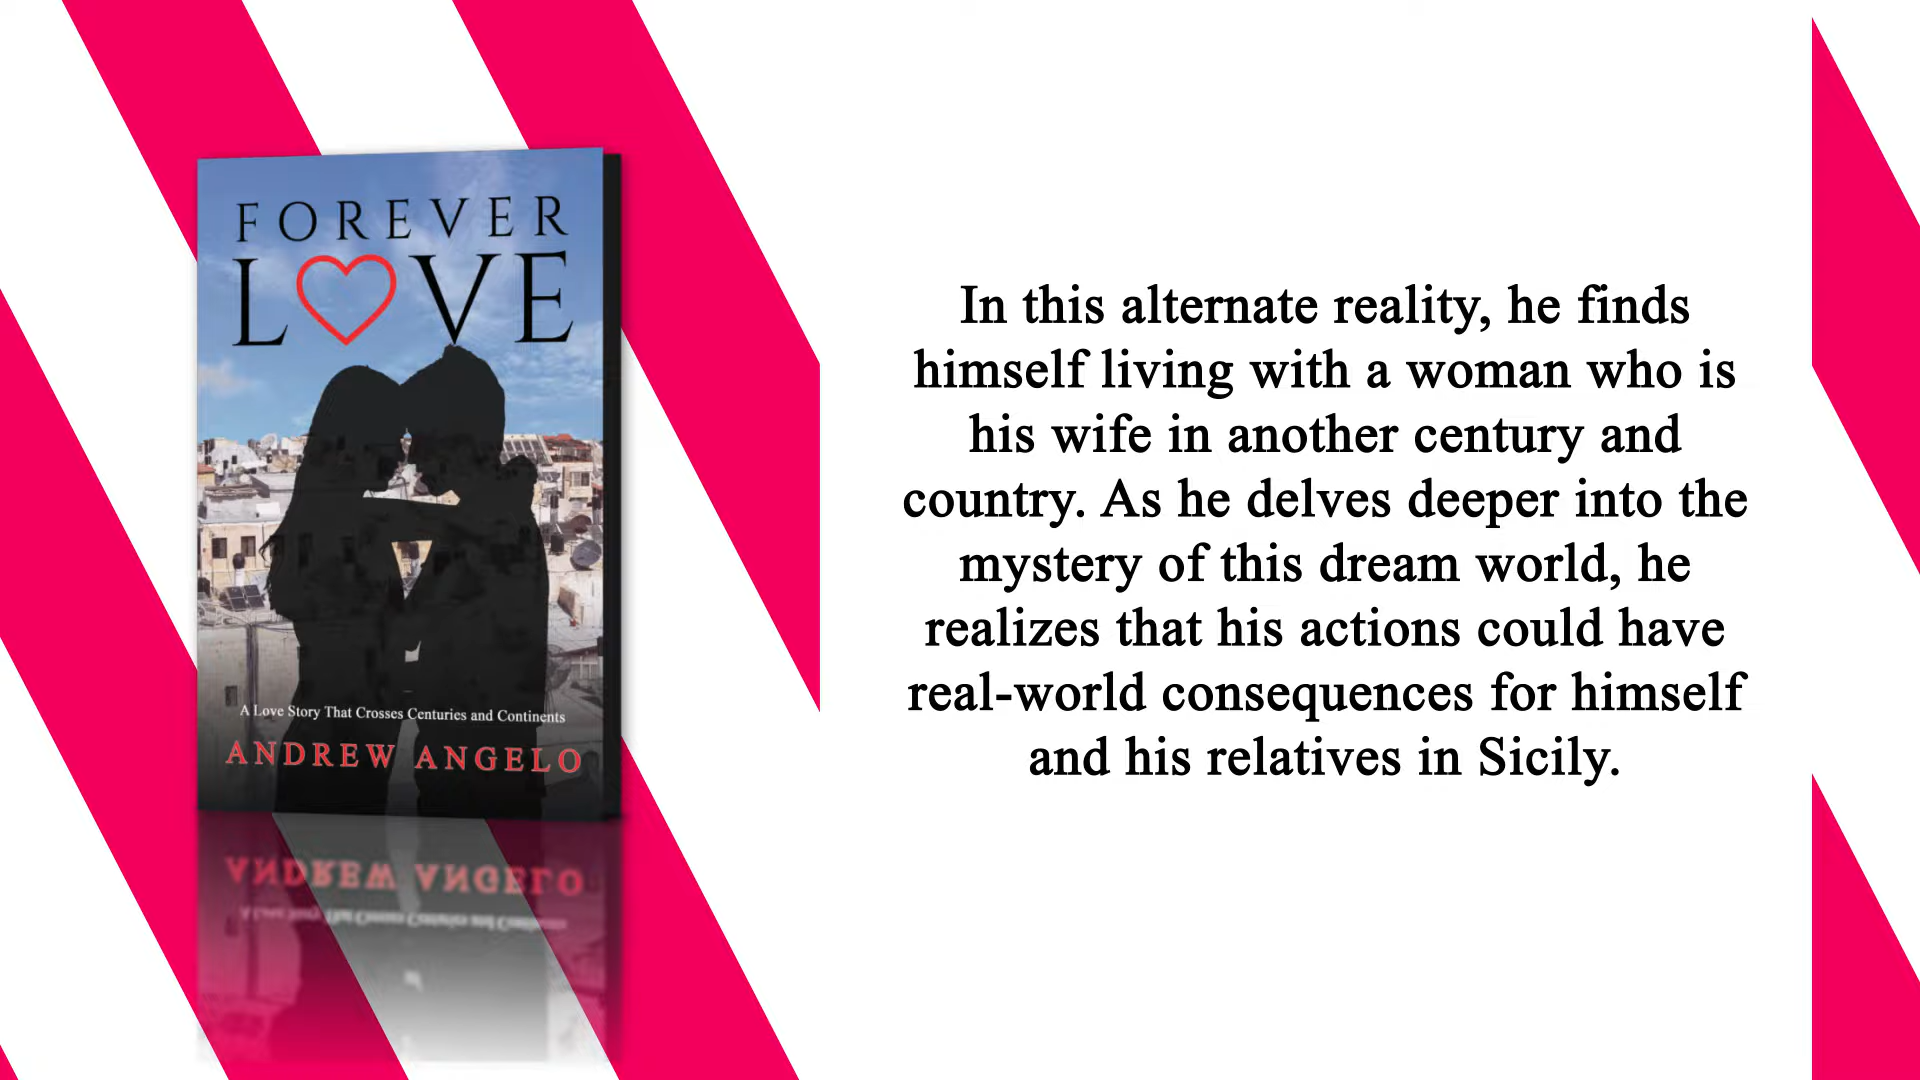 FOREVER
LOVE
A Love Story That Crosses Centuries and Continents
ANDREW ANGELO
In this alternate reality, he finds
himself living with a woman who is
his wife in another century and
country. As he delves deeper into the
mystery of this dream world, he
realizes that his actions could have
real-world consequences for himself
and his relatives in Sicily.